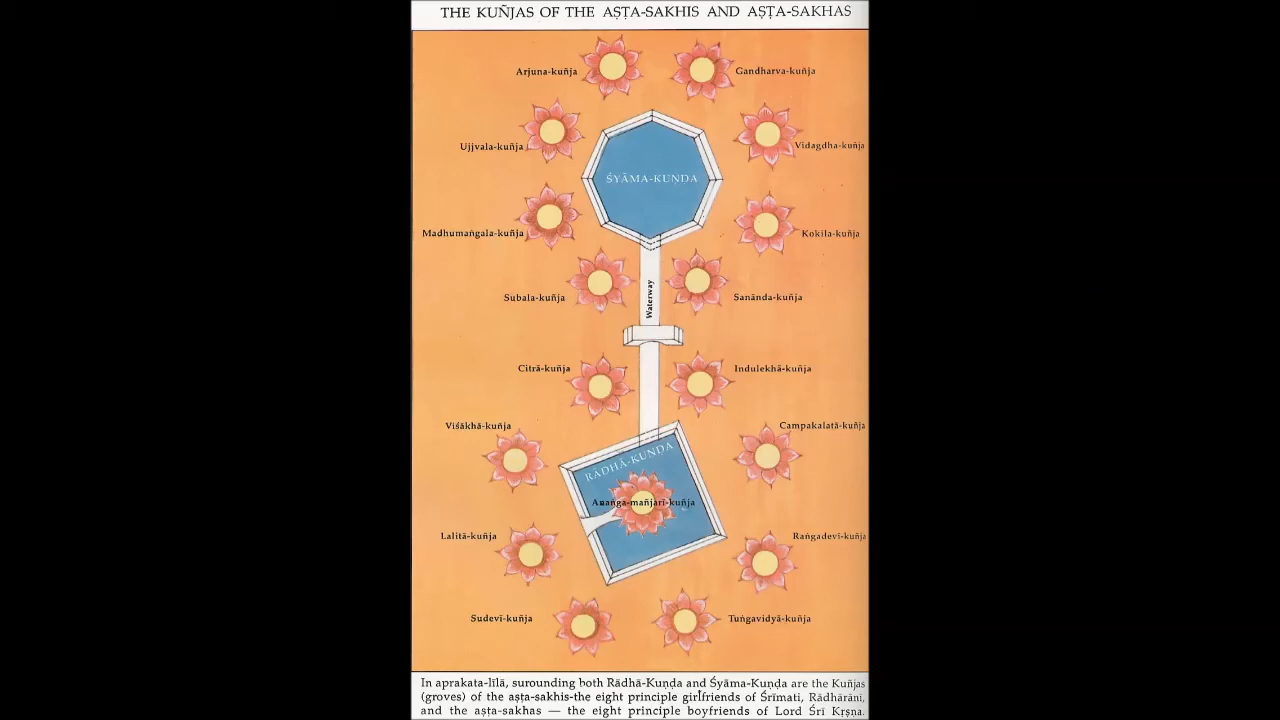 THE KUÑJAS OF THE AṢṬA-SAKHIS AND AṢṬA-SAKHAS
Arjuna-kuñja
Gandharva-kuñja
Ujjvala-kuñja
Vidagdha-kuñja
ŚYĀMA-KUṆḌA
Madhumaṅgala-kuñja
Kokila-kuñja
Subala-kuñja
Waterway
Sanānda-kuñja
Citrā-kuñja
Indulekhā-kuñja
Viśākhā-kuñja
Campakalatā-kuñja
RĀDHĀ-KUṆḌA
Anaṅga-mañjarī-kuñja
Lalitā-kuñja
Raṅgadevī-kuñja
Sudevī-kuñja
Tuṅgavidyā-kuñja
In aprakata-līlā, surounding both Rādhā-Kuṇḍa and Śyāma-Kuṇḍa are the Kuñjas
(groves) of the aṣṭa-sakhis-the eight principle girlfriends of Śrīmati, Rādhārāṇī,
and the aṣṭa-sakhas — the eight principle boyfriends of Lord Śrī Kṛṣṇa.